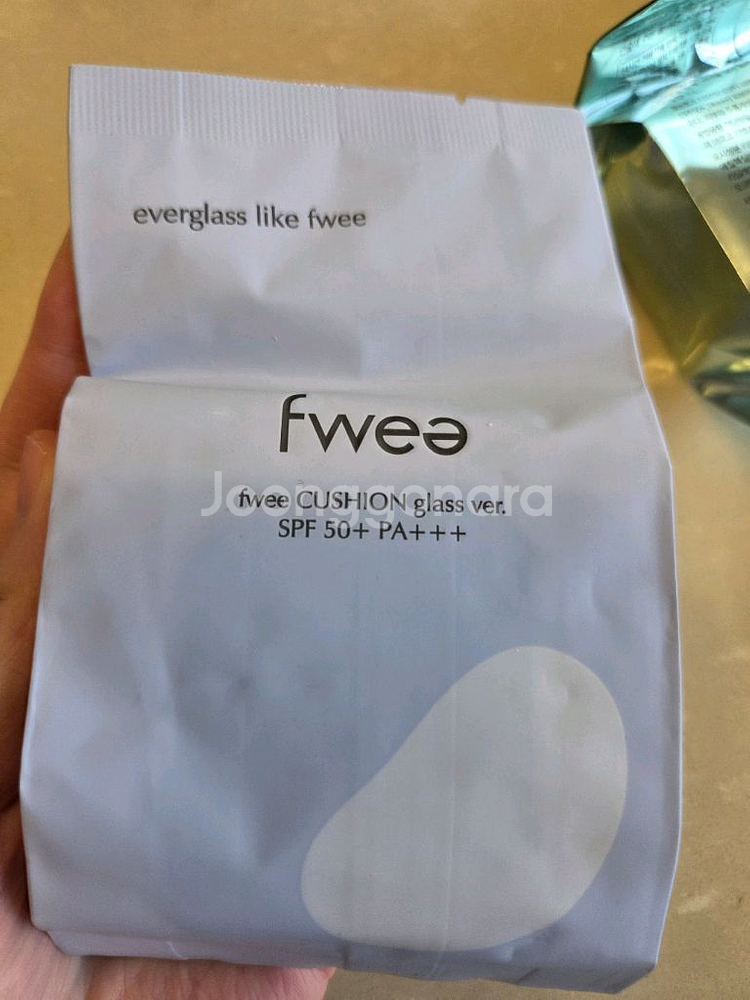 everglass like fwee
fwee
Joonggonara
fwee CUSHION glass ver.
SPF 50+ PA+++